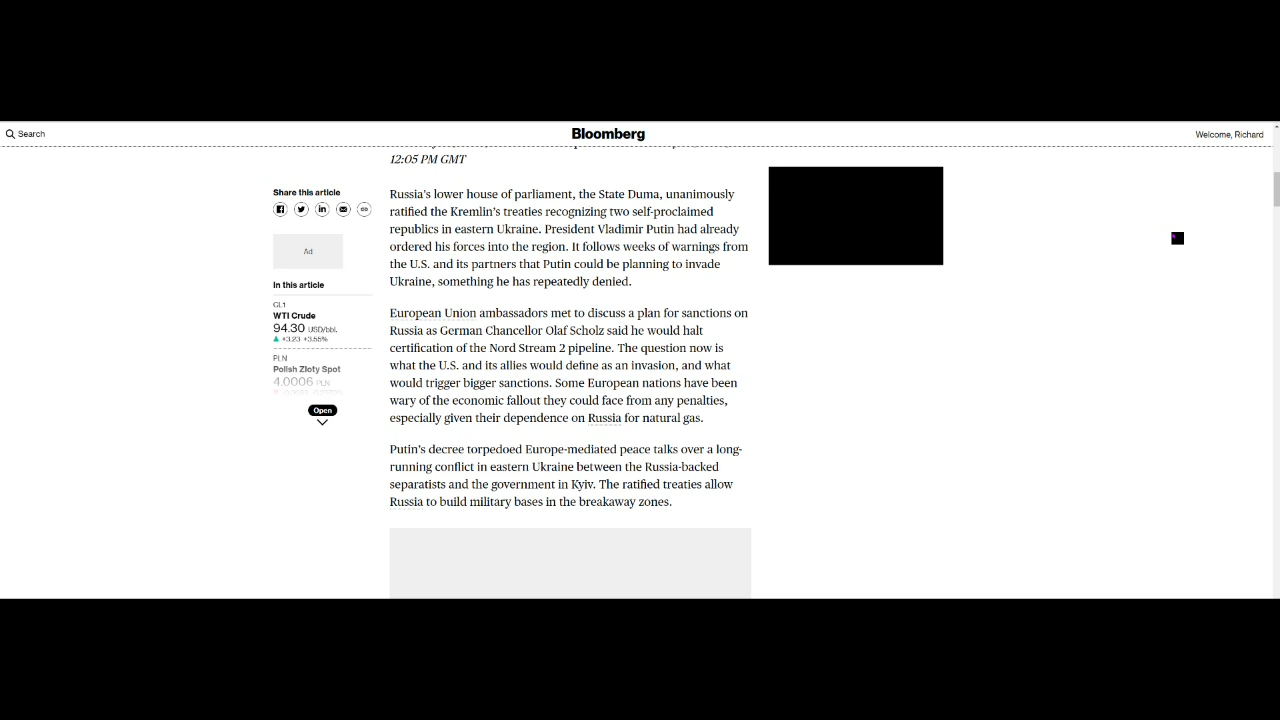 Search
Bloomberg
Welcome, Richard
12:05 PM GMT
Share this article
Ad
In this article
CL1
WTI Crude
94.30 USD/bbl.
▲ +3.23 +3.55%
PLN
Polish Zloty Spot
4.0006 PLN
Open
Russia’s lower house of parliament, the State Duma, unanimously
ratified the Kremlin’s treaties recognizing two self-proclaimed
republics in eastern Ukraine. President Vladimir Putin had already
ordered his forces into the region. It follows weeks of warnings from
the U.S. and its partners that Putin could be planning to invade
Ukraine, something he has repeatedly denied.
European Union ambassadors met to discuss a plan for sanctions on
Russia as German Chancellor Olaf Scholz said he would halt
certification of the Nord Stream 2 pipeline. The question now is
what the U.S. and its allies would define as an invasion, and what
would trigger bigger sanctions. Some European nations have been
wary of the economic fallout they could face from any penalties,
especially given their dependence on Russia for natural gas.
Putin’s decree torpedoed Europe-mediated peace talks over a long-
running conflict in eastern Ukraine between the Russia-backed
separatists and the government in Kyiv. The ratified treaties allow
Russia to build military bases in the breakaway zones.